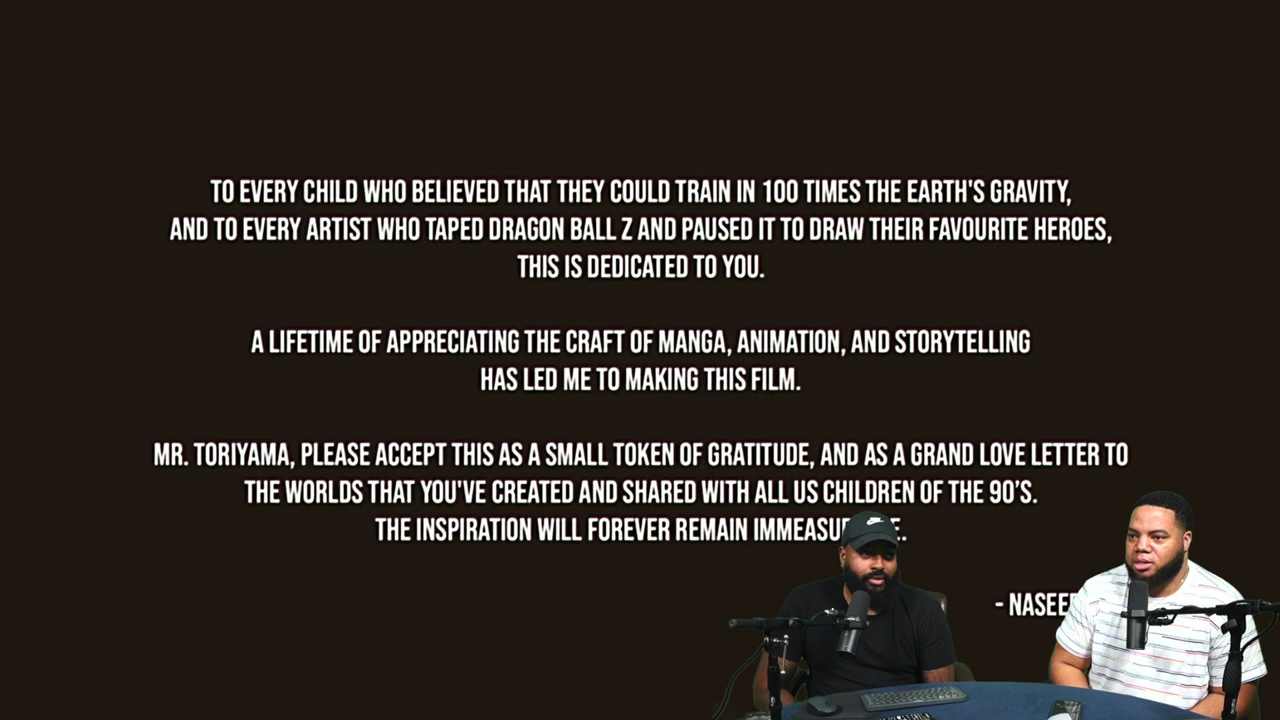 TO EVERY CHILD WHO BELIEVED THAT THEY COULD TRAIN IN 100 TIMES THE EARTH'S GRAVITY,
AND TO EVERY ARTIST WHO TAPED DRAGON BALL Z AND PAUSED IT TO DRAW THEIR FAVOURITE HEROES,
THIS IS DEDICATED TO YOU.
A LIFETIME OF APPRECIATING THE CRAFT OF MANGA, ANIMATION, AND STORYTELLING
HAS LED ME TO MAKING THIS FILM.
MR. TORIYAMA, PLEASE ACCEPT THIS AS A SMALL TOKEN OF GRATITUDE, AND AS A GRAND LOVE LETTER TO
THE WORLDS THAT YOU'VE CREATED AND SHARED WITH ALL US CHILDREN OF THE 90’S.
THE INSPIRATION WILL FOREVER REMAIN